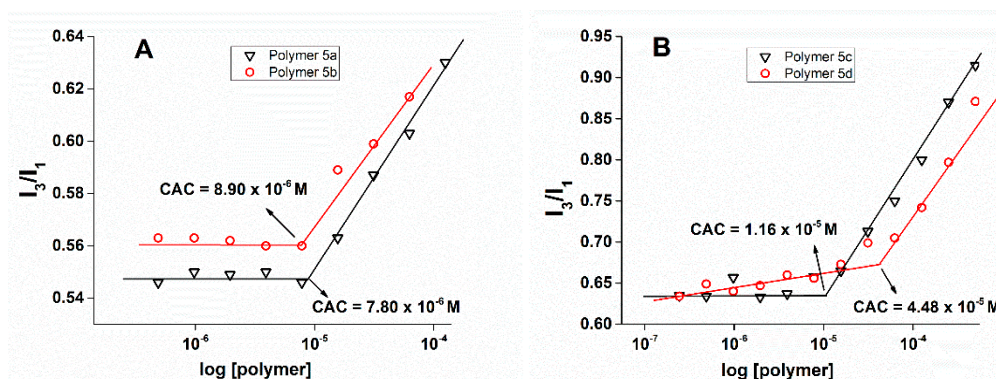 A
Polymer 5a
Polymer 5b
0.64
0.62
0.60
0.58
0.56
0.54
I₃/I₁
CAC = 8.90 x 10⁻⁶ M
CAC = 7.80 x 10⁻⁶ M
10⁻⁶
10⁻⁵
10⁻⁴
log [polymer]
B
Polymer 5c
Polymer 5d
0.95
0.90
0.85
0.80
0.75
0.70
0.65
0.60
I₃/I₁
CAC = 1.16 x 10⁻⁵ M
CAC = 4.48 x 10⁻⁵ M
10⁻⁷
10⁻⁶
10⁻⁵
10⁻⁴
log [polymer]